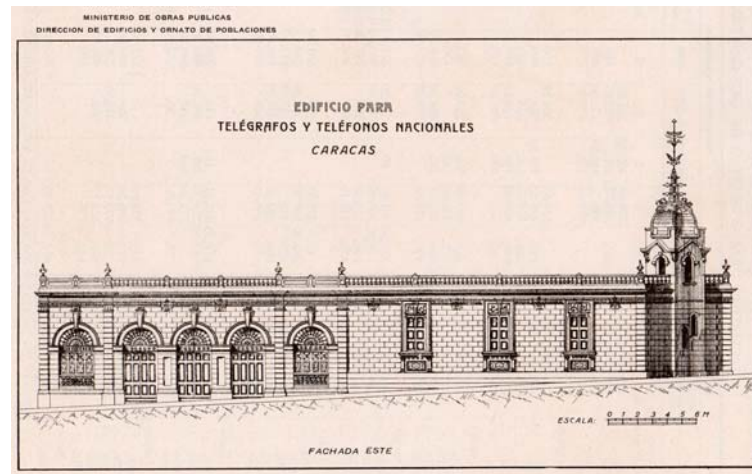 MINISTERIO DE OBRAS PUBLICAS
DIRECCION DE EDIFICIOS Y ORNATO DE POBLACIONES
EDIFICIO PARA
TELÉGRAFOS Y TELÉFONOS NACIONALES
CARACAS
ESCALA: 0 1 2 3 4 5 6 M
FACHADA ESTE